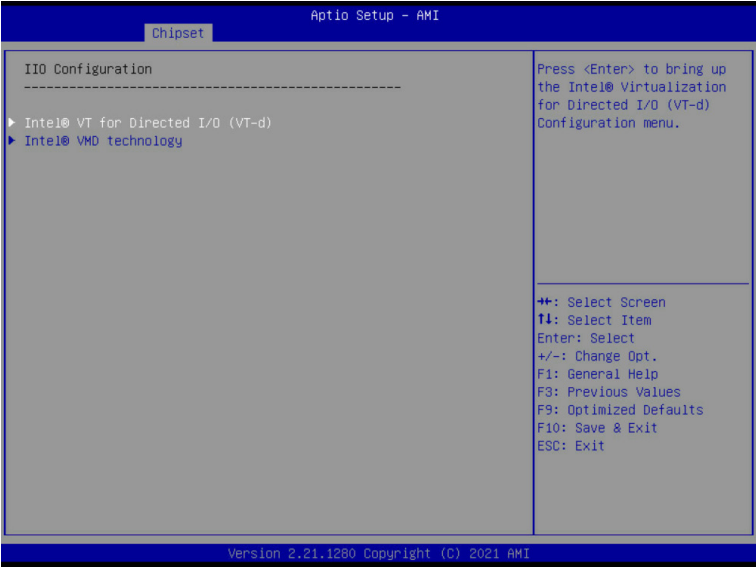 Aptio Setup – AMI
Chipset
IIO Configuration
------------------------------------------------
Intel® VT for Directed I/O (VT-d)
Intel® VMD technology
Press <Enter> to bring up
the Intel® Virtualization
for Directed I/O (VT-d)
Configuration menu.
→←: Select Screen
↑↓: Select Item
Enter: Select
+/-: Change Opt.
F1: General Help
F3: Previous Values
F9: Optimized Defaults
F10: Save & Exit
ESC: Exit
Version 2.21.1280 Copyright (C) 2021 AMI